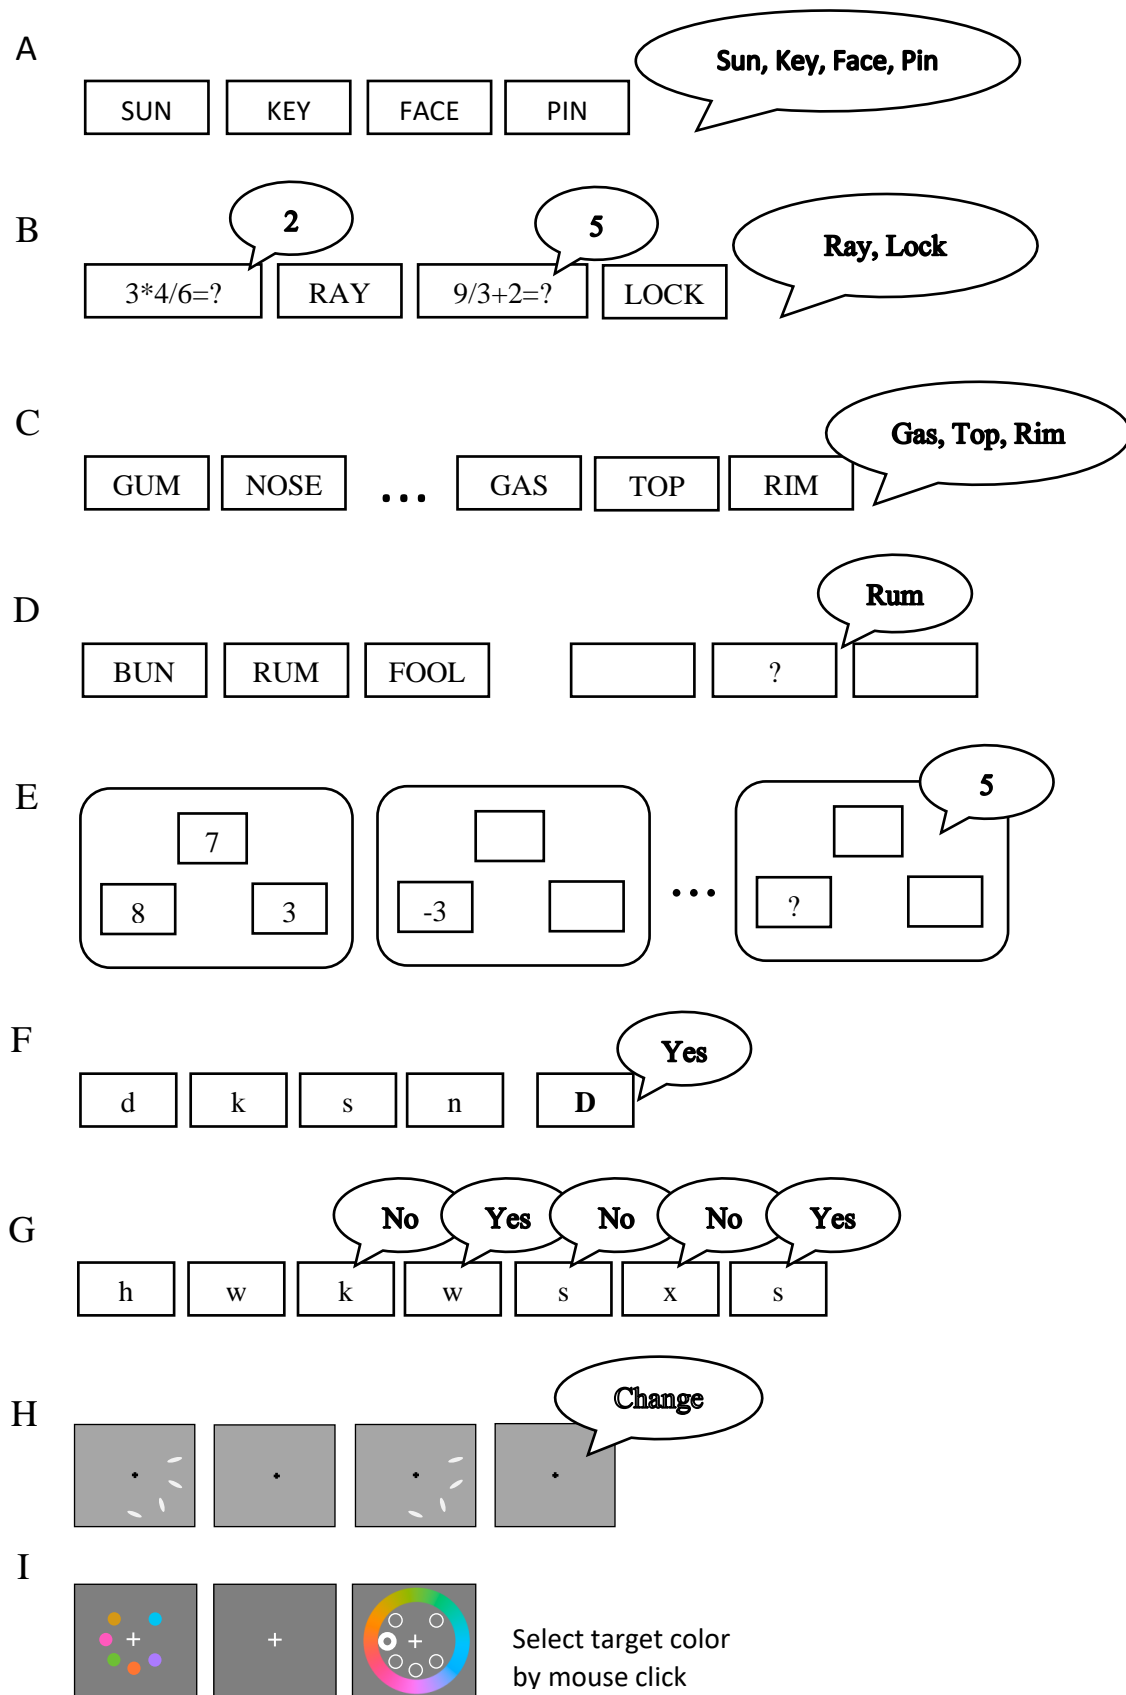 A
Sun, Key, Face, Pin
SUN KEY FACE PIN
B
2 5
Ray, Lock
3*4/6=? RAY 9/3+2=? LOCK
C
Gas, Top, Rim
GUM NOSE ... GAS TOP RIM
D
Rum
BUN RUM FOOL ?
E
5
7
8 3 -3 ... ?
F
Yes
d k s n D
G
No Yes No No Yes
h w k w s x s
H
Change
I
Select target color
by mouse click